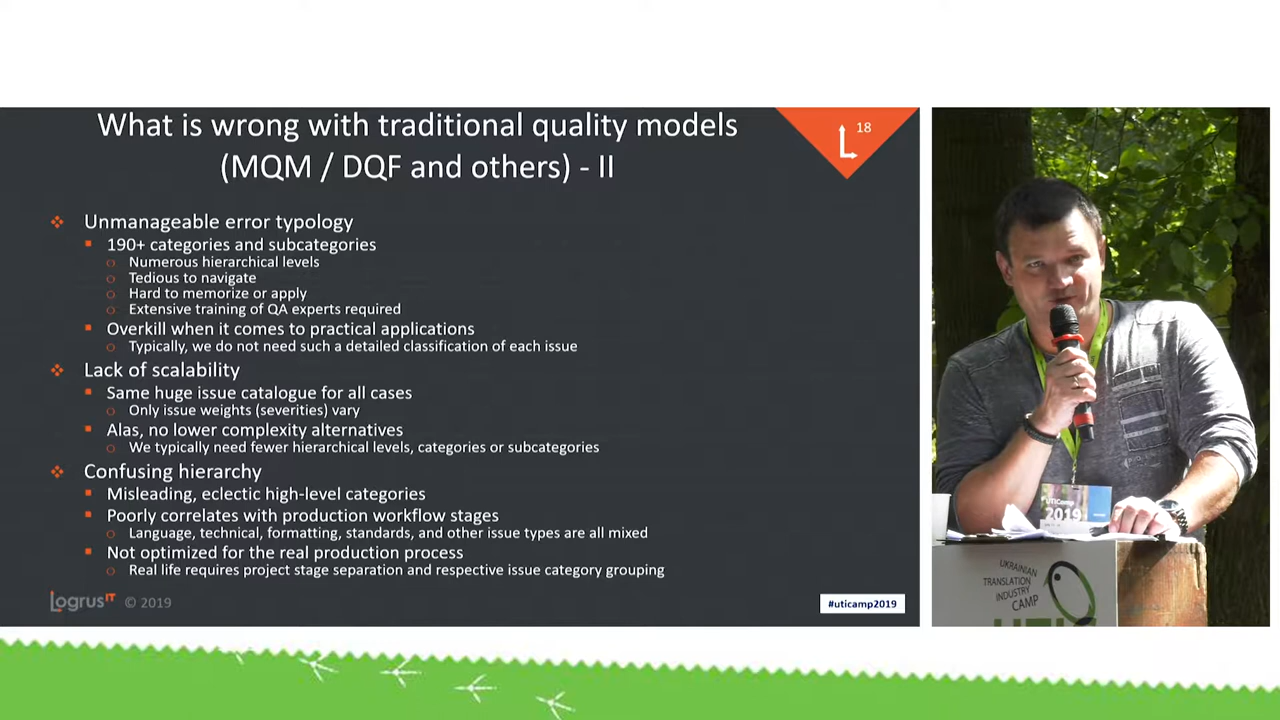 What is wrong with traditional quality models
(MQM / DQF and others) - II
18
Unmanageable error typology
190+ categories and subcategories
Numerous hierarchical levels
Tedious to navigate
Hard to memorize or apply
Extensive training of QA experts required
Overkill when it comes to practical applications
Typically, we do not need such a detailed classification of each issue
Lack of scalability
Same huge issue catalogue for all cases
Only issue weights (severities) vary
Alas, no lower complexity alternatives
We typically need fewer hierarchical levels, categories or subcategories
Confusing hierarchy
Misleading, eclectic high-level categories
Poorly correlates with production workflow stages
Language, technical, formatting, standards, and other issue types are all mixed
Not optimized for the real production process
Real life requires project stage separation and respective issue category grouping
Logrus IT © 2019
#uticamp2019
UTICamp
2019
UKRAINIAN
TRANSLATION
INDUSTRY
CAMP